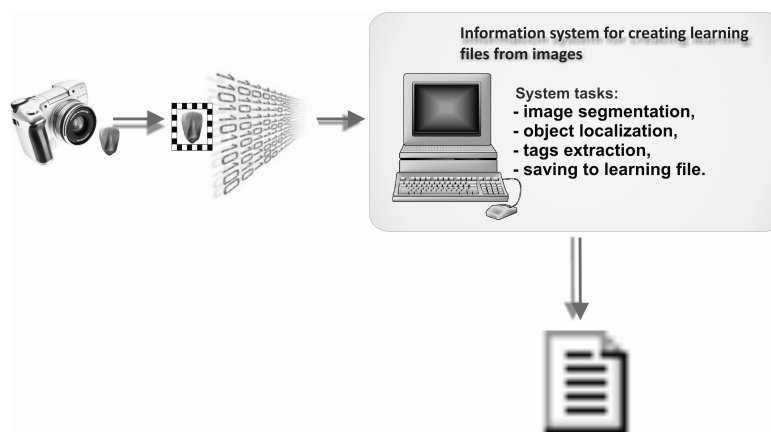 Information system for creating learning
files from images
System tasks:
- image segmentation,
- object localization,
- tags extraction,
- saving to learning file.